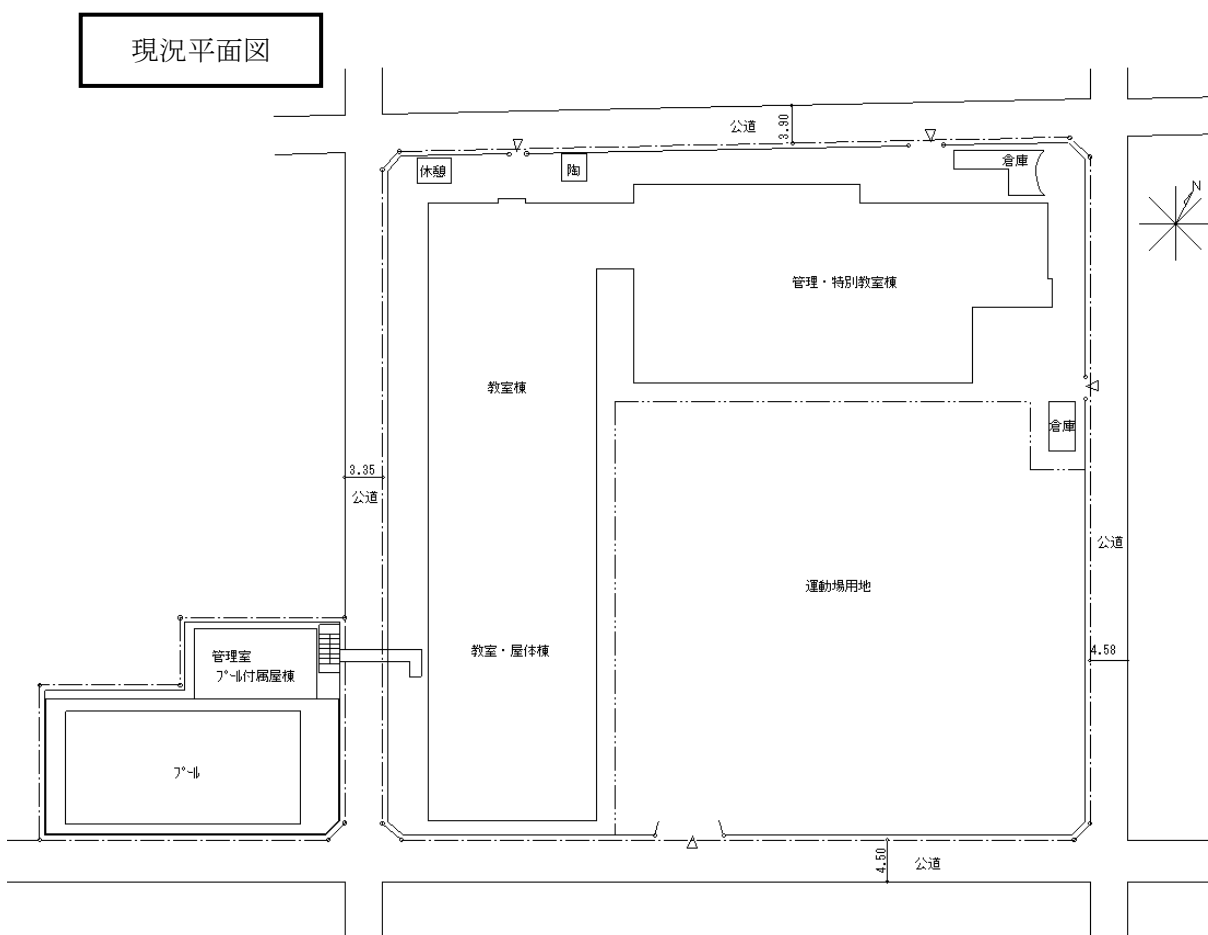 現況平面図
公道
3.90
休憩
陶
倉庫
N
管理・特別教室棟
教室棟
倉庫
3.35
公道
公道
運動場用地
管理室
ﾌﾟｰﾙ付属屋棟
教室・屋体棟
4.58
ﾌﾟｰﾙ
4.50
公道